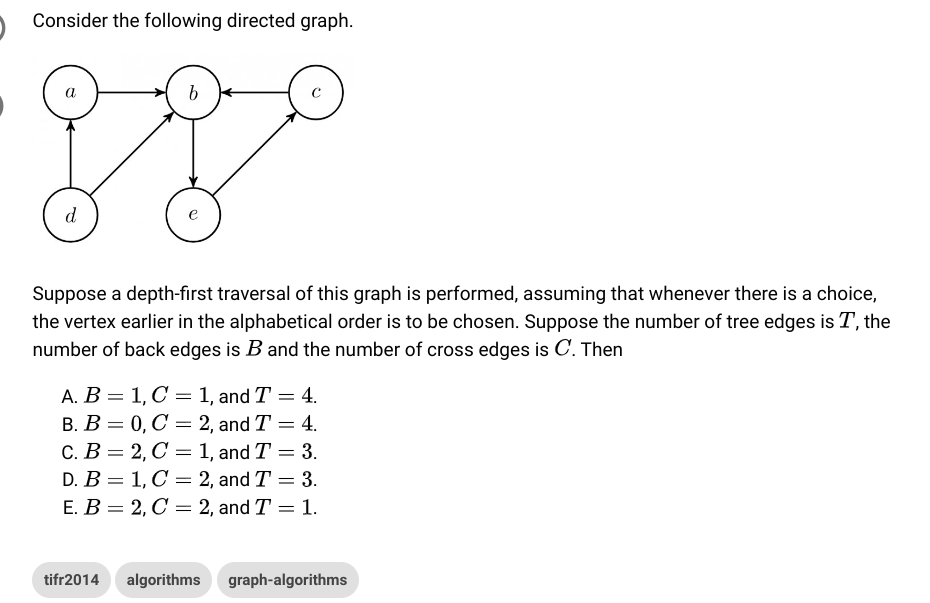 Consider the following directed graph.
a b c
d e
Suppose a depth-first traversal of this graph is performed, assuming that whenever there is a choice,
the vertex earlier in the alphabetical order is to be chosen. Suppose the number of tree edges is T, the
number of back edges is B and the number of cross edges is C. Then
A. B = 1, C = 1, and T = 4.
B. B = 0, C = 2, and T = 4.
C. B = 2, C = 1, and T = 3.
D. B = 1, C = 2, and T = 3.
E. B = 2, C = 2, and T = 1.
tifr2014 algorithms graph-algorithms